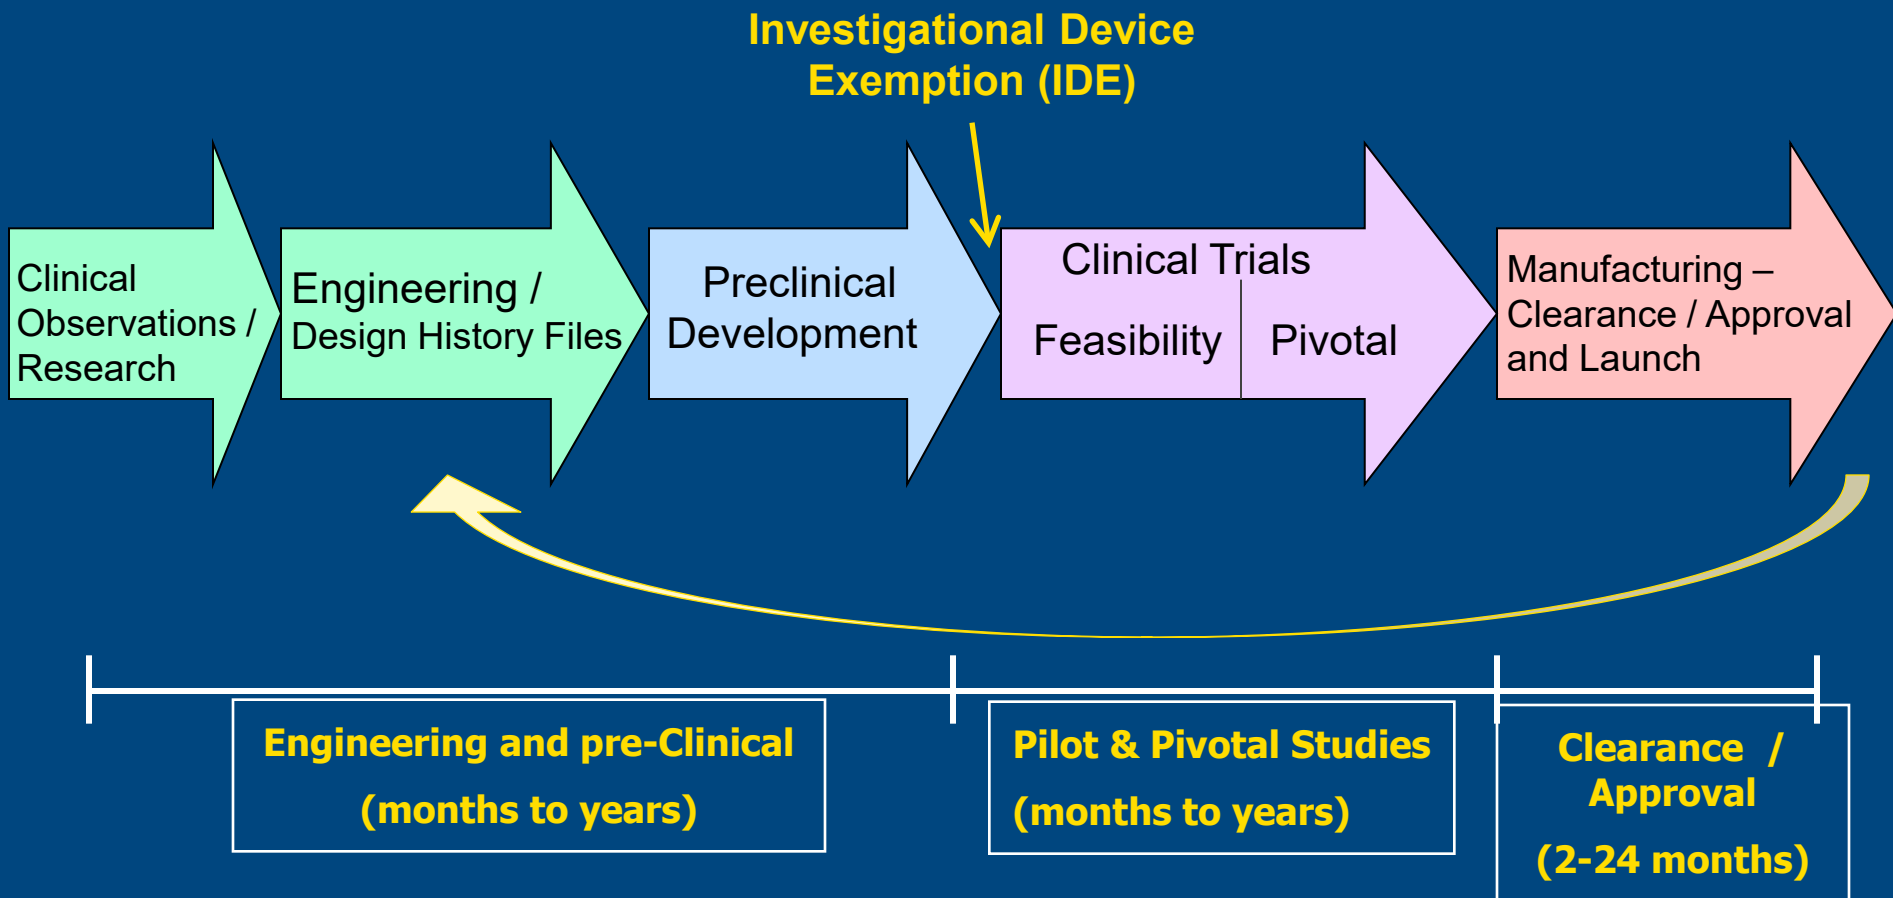 Investigational Device
Exemption (IDE)
Clinical
Observations /
Research
Engineering /
Design History Files
Preclinical
Development
Clinical Trials
Feasibility
Pivotal
Manufacturing –
Clearance / Approval
and Launch
Engineering and pre-Clinical
(months to years)
Pilot & Pivotal Studies
(months to years)
Clearance /
Approval
(2-24 months)